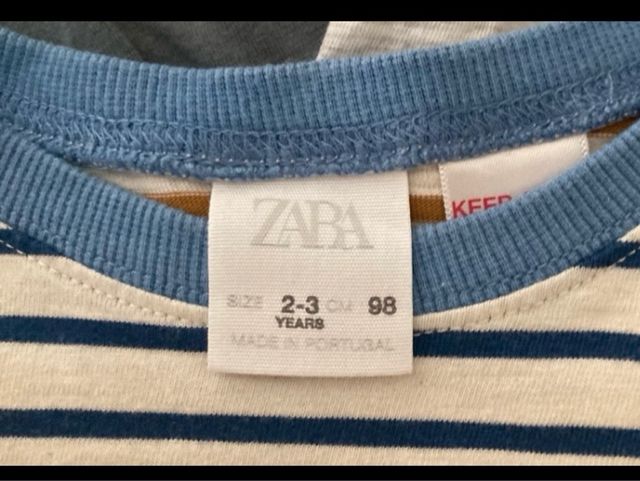 ZARA
KEEP
SIZE 2-3 CM 98
YEARS
MADE IN PORTUGAL